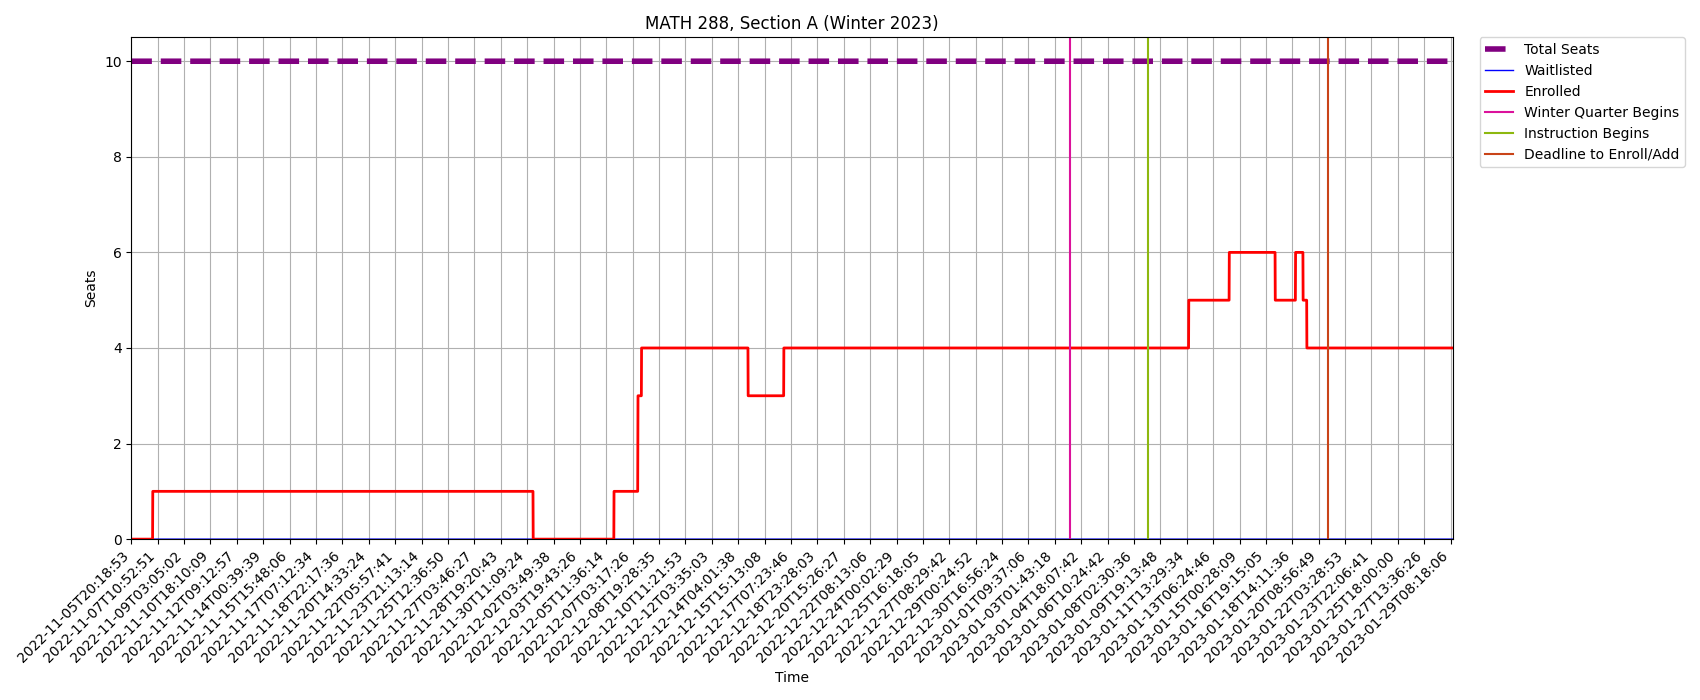 MATH 288, Section A (Winter 2023)
Total Seats
Waitlisted
Enrolled
Winter Quarter Begins
Instruction Begins
Deadline to Enroll/Add
10
8
6
4
2
0
Seats
2022-11-05T20:18:53
2022-11-07T10:52:51
2022-11-09T03:05:02
2022-11-10T18:10:09
2022-11-12T09:12:57
2022-11-14T00:39:39
2022-11-15T15:48:06
2022-11-17T07:12:34
2022-11-18T22:17:36
2022-11-20T14:33:24
2022-11-22T05:57:41
2022-11-23T21:13:14
2022-11-25T12:36:50
2022-11-27T03:46:27
2022-11-28T19:20:43
2022-11-30T11:09:24
2022-12-02T03:49:38
2022-12-03T19:43:26
2022-12-05T11:36:14
2022-12-07T03:17:26
2022-12-08T19:28:35
2022-12-10T11:21:53
2022-12-12T03:35:03
2022-12-14T04:01:38
2022-12-15T15:13:08
2022-12-17T07:23:46
2022-12-18T23:28:03
2022-12-20T15:26:27
2022-12-22T08:13:06
2022-12-24T00:02:29
2022-12-25T16:18:05
2022-12-27T08:29:42
2022-12-29T00:24:52
2022-12-30T16:56:24
2023-01-01T09:37:06
2023-01-03T01:43:18
2023-01-04T18:07:42
2023-01-06T10:24:42
2023-01-08T02:30:36
2023-01-09T19:13:48
2023-01-11T13:29:34
2023-01-13T06:24:46
2023-01-15T00:28:09
2023-01-16T19:15:05
2023-01-18T14:11:36
2023-01-20T08:56:49
2023-01-22T03:28:53
2023-01-23T22:06:41
2023-01-25T18:00:00
2023-01-27T13:36:26
2023-01-29T08:18:06
Time